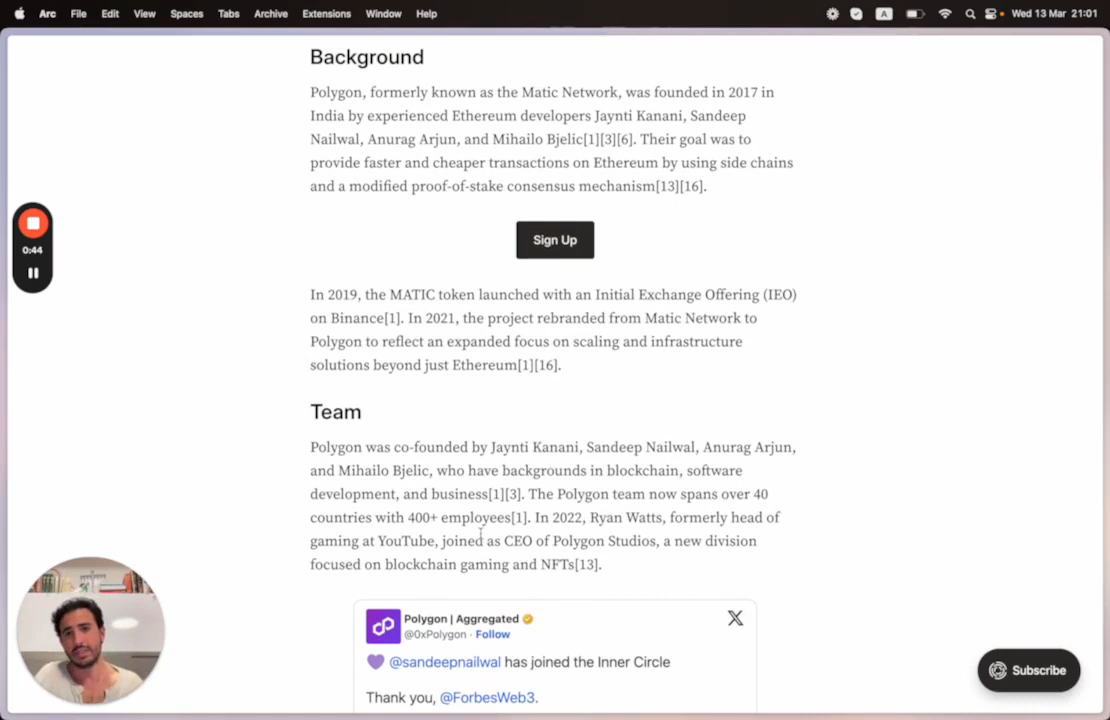 Arc File Edit View Spaces Tabs Archive Extensions Window Help A Wed 13 Mar 21:01
Background
Polygon, formerly known as the Matic Network, was founded in 2017 in
India by experienced Ethereum developers Jaynti Kanani, Sandeep
Nailwal, Anurag Arjun, and Mihailo Bjelic[1][3][6]. Their goal was to
provide faster and cheaper transactions on Ethereum by using side chains
and a modified proof-of-stake consensus mechanism[13][16].
0:44
Sign Up
In 2019, the MATIC token launched with an Initial Exchange Offering (IEO)
on Binance[1]. In 2021, the project rebranded from Matic Network to
Polygon to reflect an expanded focus on scaling and infrastructure
solutions beyond just Ethereum[1][16].
Team
Polygon was co-founded by Jaynti Kanani, Sandeep Nailwal, Anurag Arjun,
and Mihailo Bjelic, who have backgrounds in blockchain, software
development, and business[1][3]. The Polygon team now spans over 40
countries with 400+ employees[1]. In 2022, Ryan Watts, formerly head of
gaming at YouTube, joined as CEO of Polygon Studios, a new division
focused on blockchain gaming and NFTs[13].
Polygon | Aggregated
@0xPolygon · Follow
@sandeepnailwal has joined the Inner Circle
Thank you, @ForbesWeb3.
Subscribe